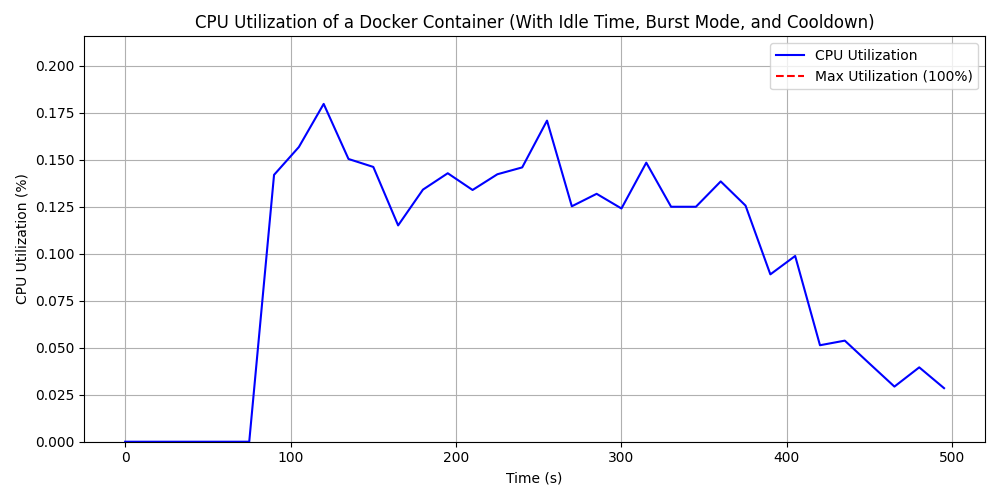 CPU Utilization of a Docker Container (With Idle Time, Burst Mode, and Cooldown)
CPU Utilization
Max Utilization (100%)
CPU Utilization (%)
0.200
0.175
0.150
0.125
0.100
0.075
0.050
0.025
0.000
0 100 200 300 400 500
Time (s)